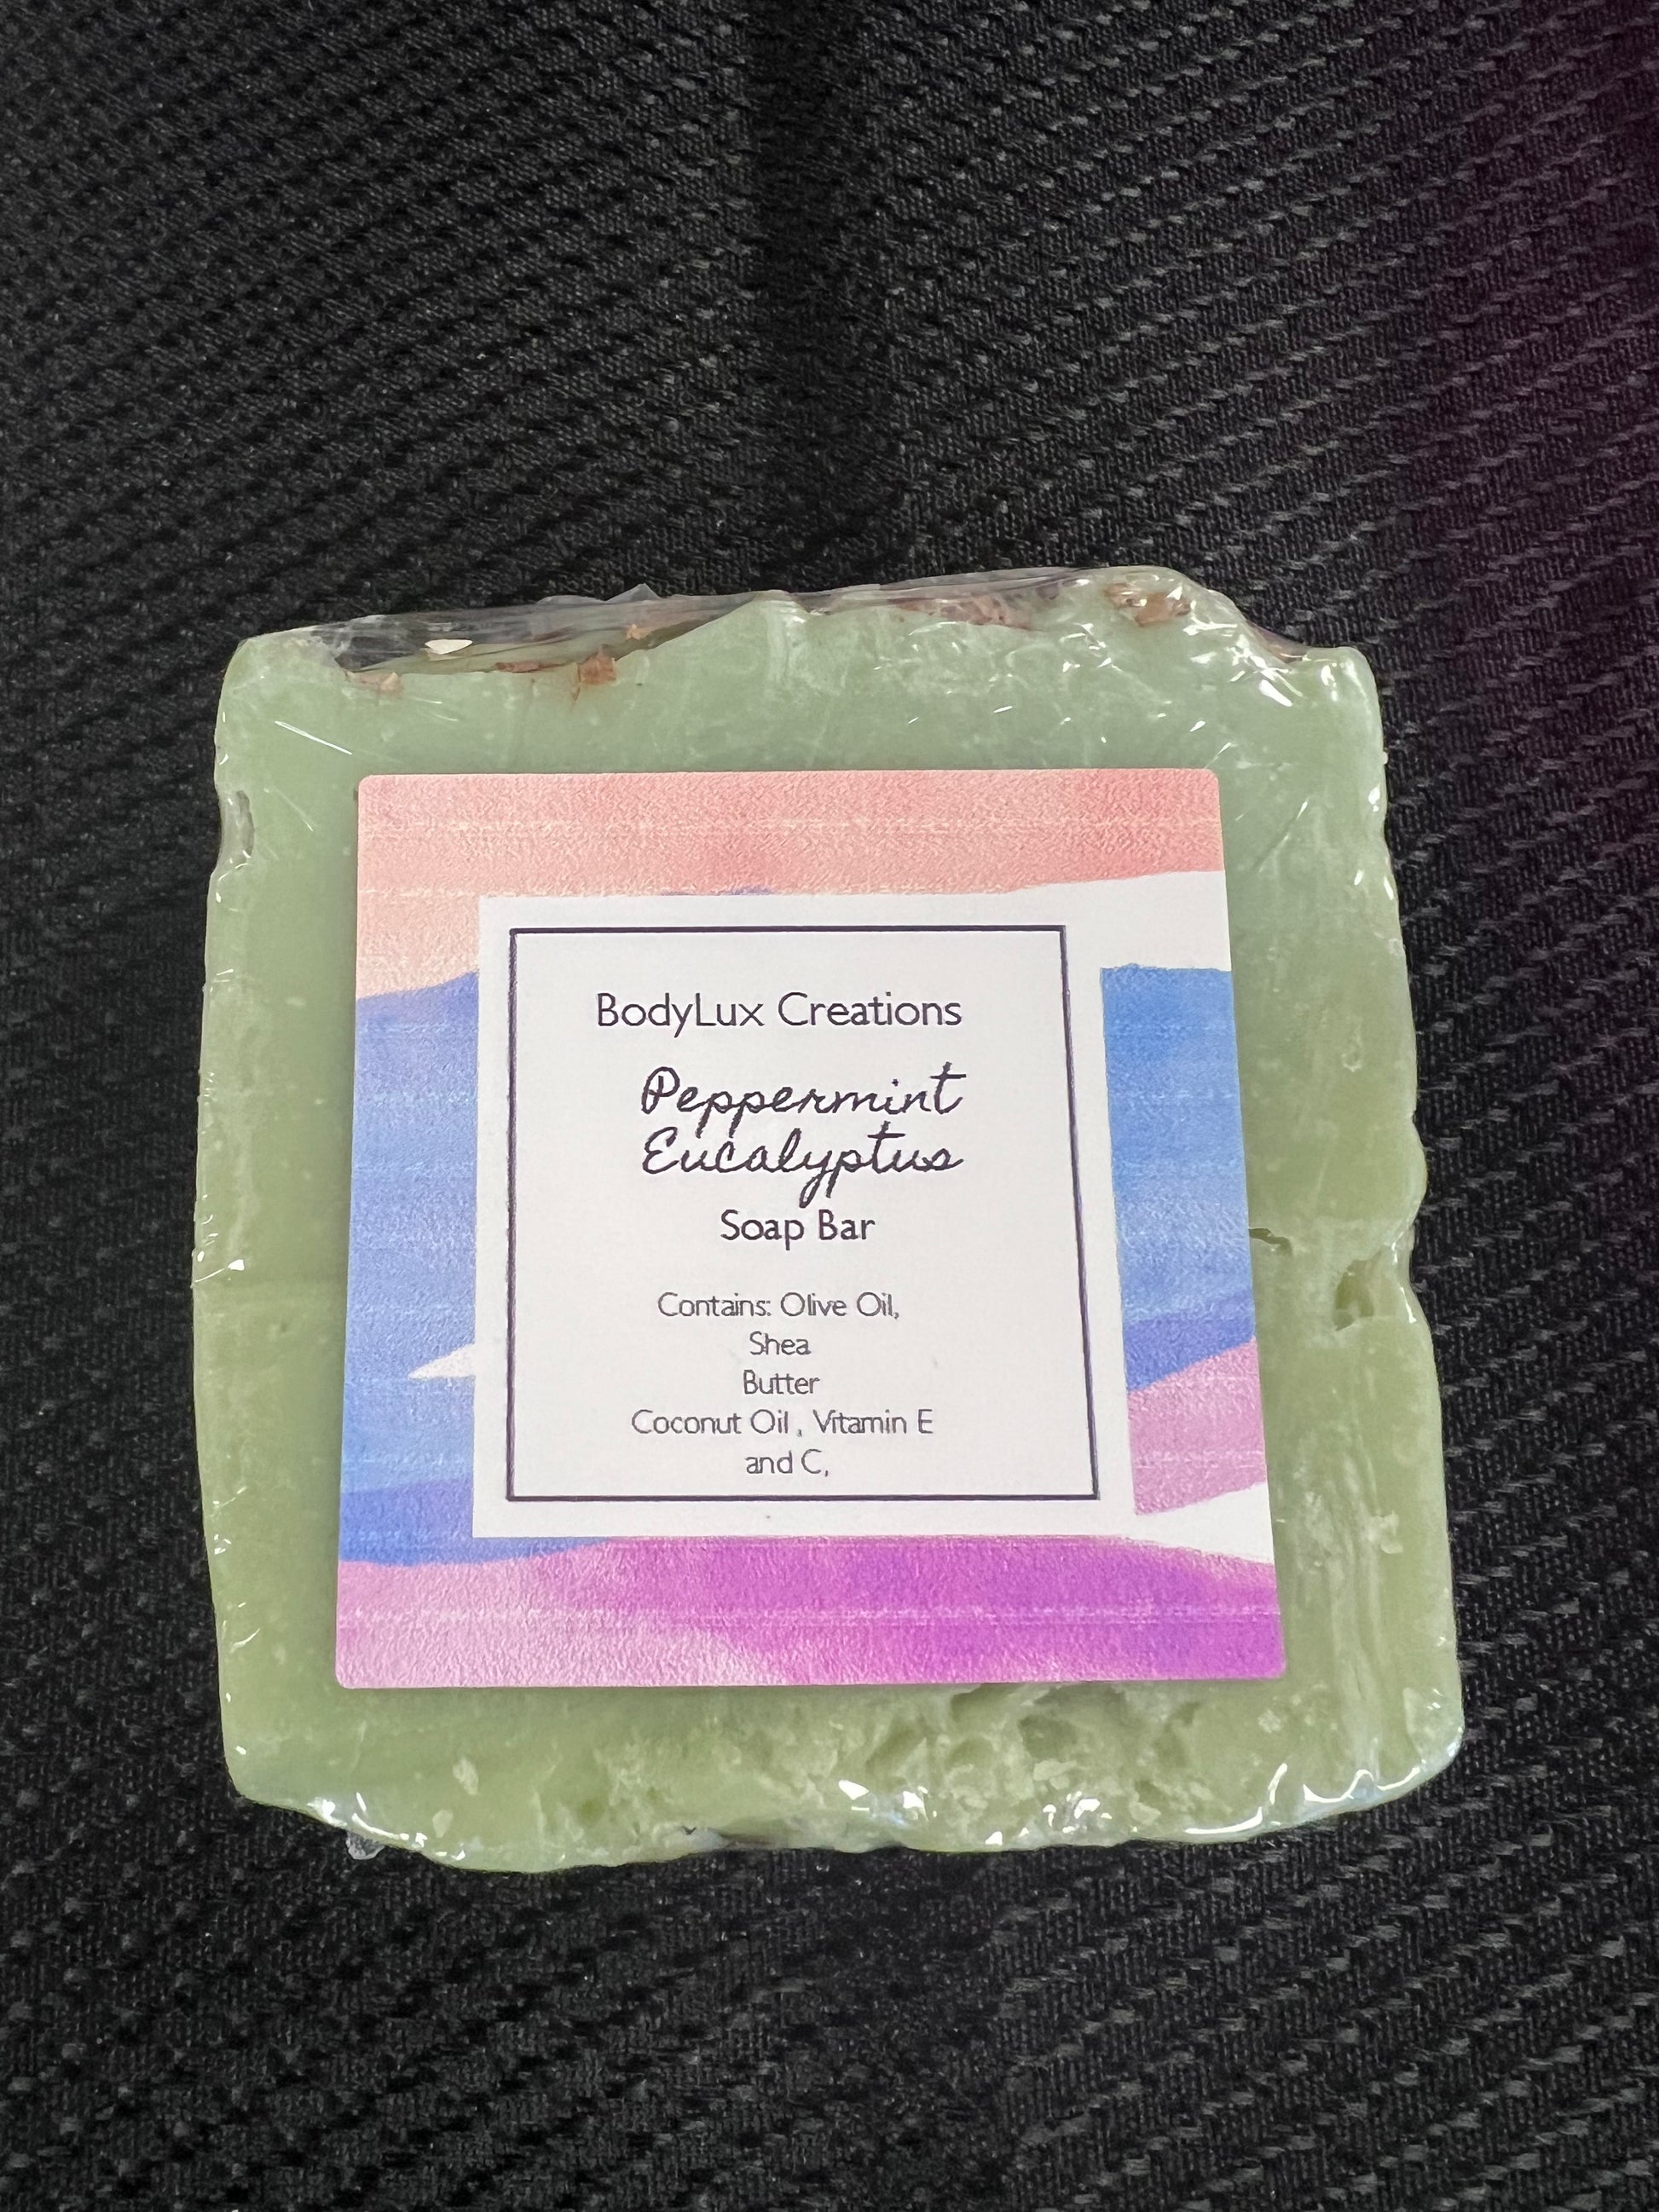 BodyLux Creations
Peppermint
Eucalyptus
Soap Bar
Contains: Olive Oil,
Shea
Butter
Coconut Oil , Vitamin E
and C,